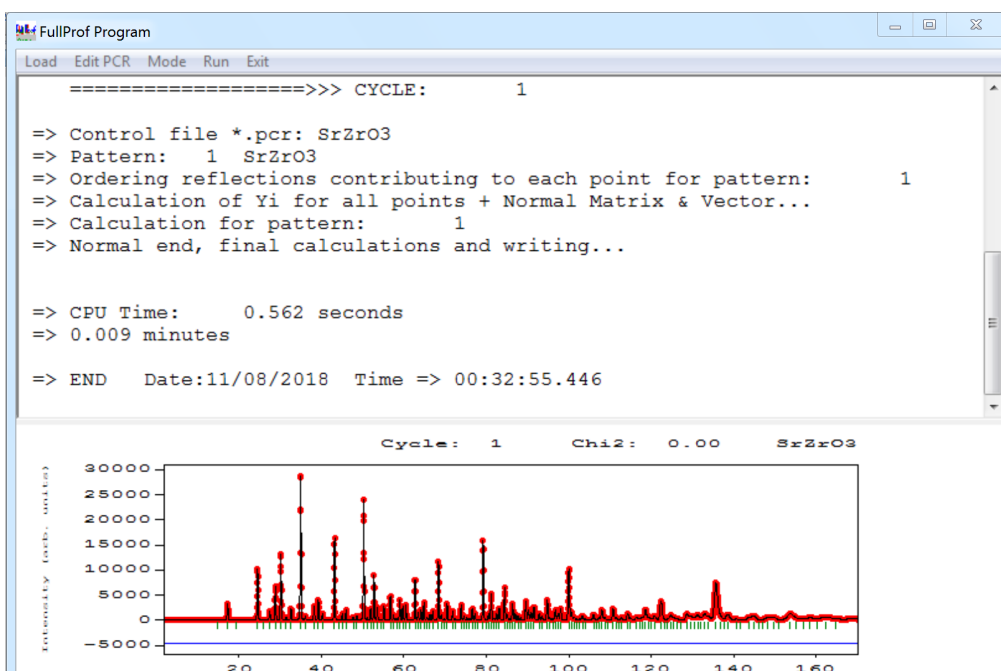 FullProf Program
Load Edit PCR Mode Run Exit
===================>>> CYCLE: 1
=> Control file *.pcr: SrZrO3
=> Pattern: 1 SrZrO3
=> Ordering reflections contributing to each point for pattern: 1
=> Calculation of Yi for all points + Normal Matrix & Vector...
=> Calculation for pattern: 1
=> Normal end, final calculations and writing...
=> CPU Time: 0.562 seconds
=> 0.009 minutes
=> END Date:11/08/2018 Time => 00:32:55.446
Cycle: 1 Chi2: 0.00 SrZrO3
Intensity (arb. units)
30000
25000
20000
15000
10000
5000
0
-5000
20 40 60 80 100 120 140 160